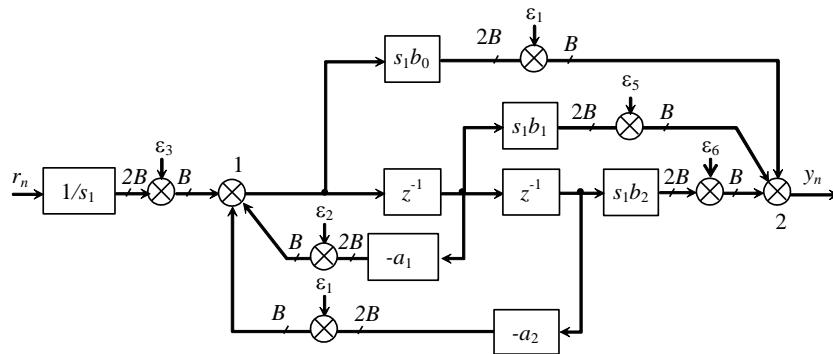 ε₁
2B B
s₁b₀
ε₅
s₁b₁ 2B B
ε₃ ε₆
rₙ 1/s₁ 2B B 1 z⁻¹ z⁻¹ s₁b₂ 2B B yₙ
2
ε₂
B 2B -a₁
ε₁
B 2B -a₂